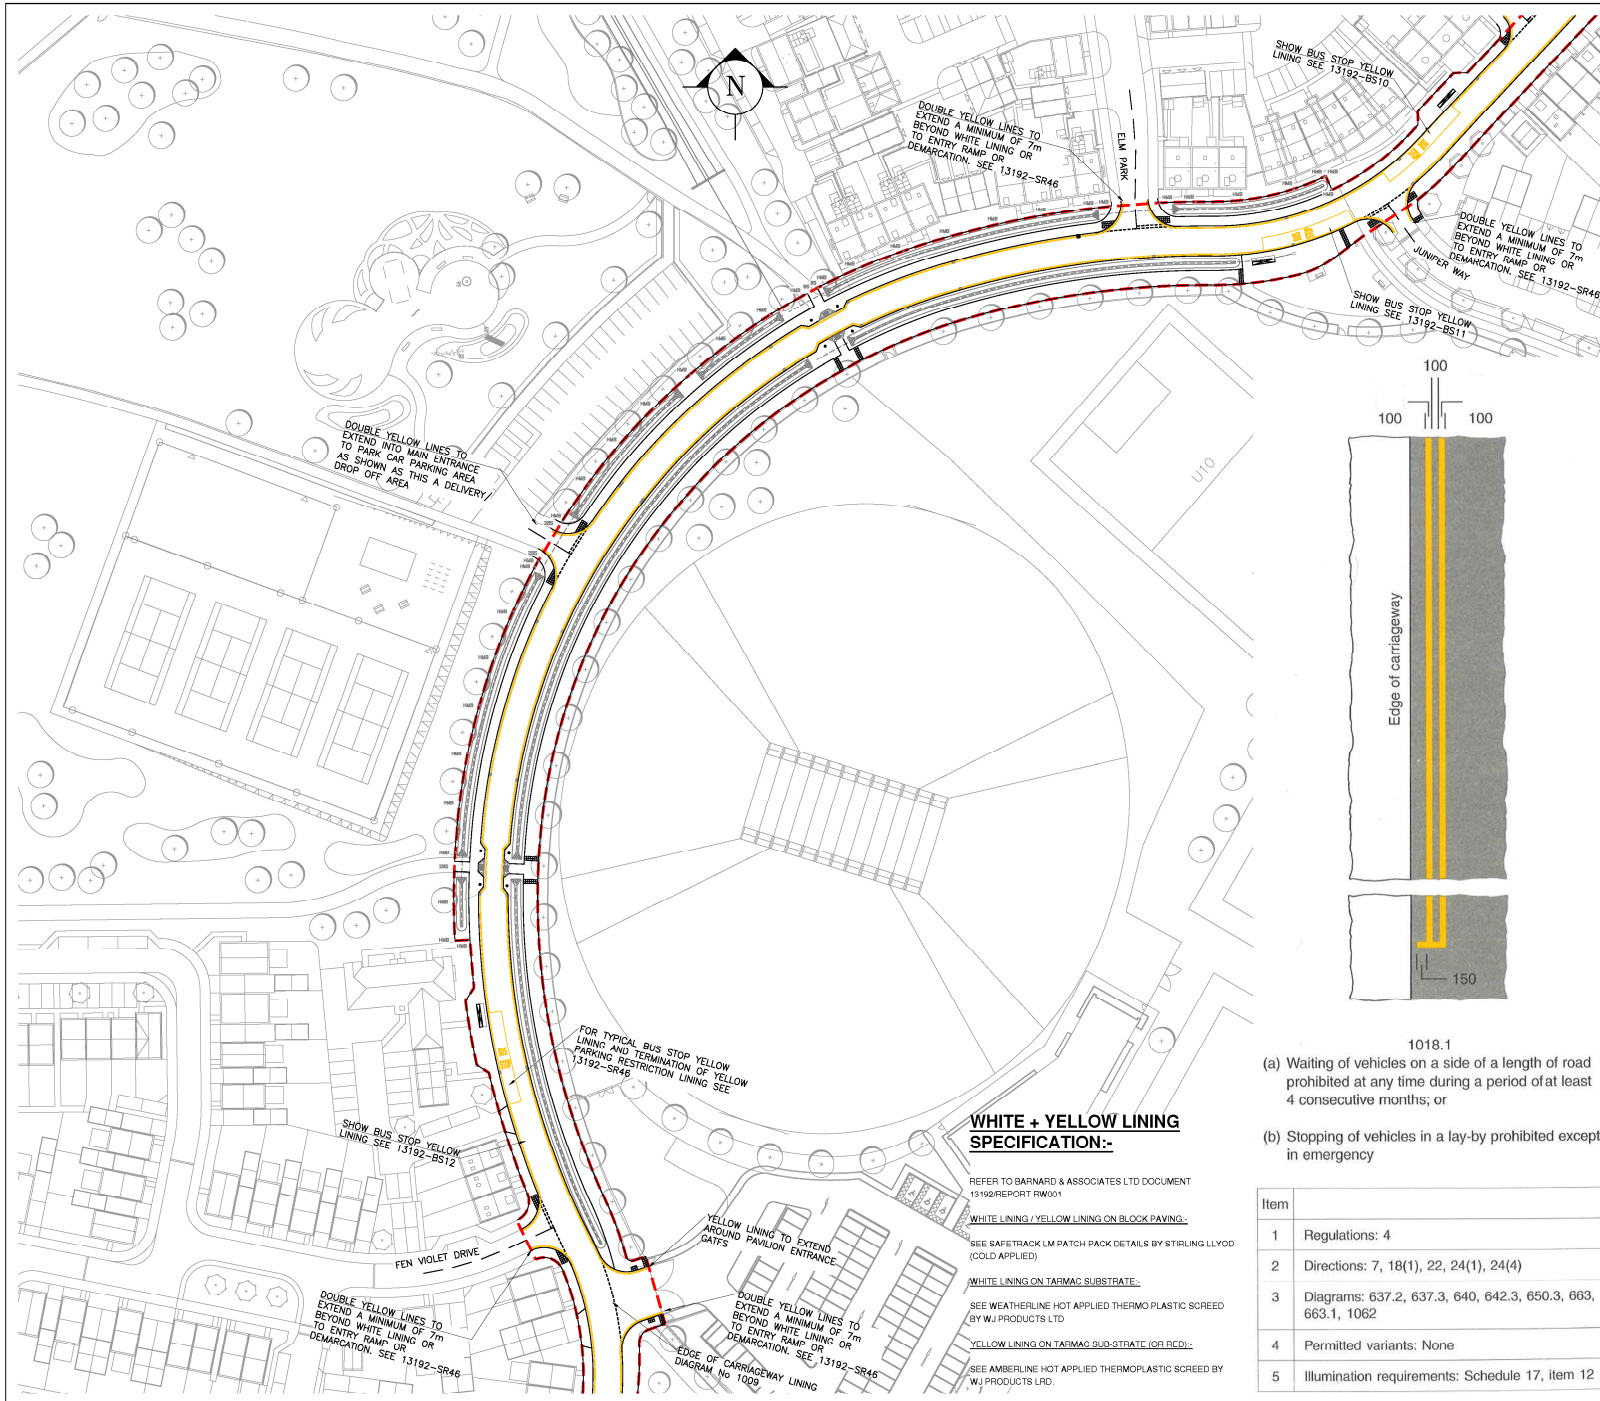 N
SHOW BUS STOP YELLOW
LINING SEE 13192-BS10
DOUBLE YELLOW LINES TO
EXTEND A MINIMUM OF 7m
BEYOND WHITE LINING OR
TO ENTRY RAMP OR
DEMARCATION. SEE 13192-SR46
ELM PARK
DOUBLE YELLOW LINES TO
EXTEND A MINIMUM OF 7m
BEYOND WHITE LINING OR
TO ENTRY RAMP OR
DEMARCATION. SEE 13192-SR46
JUNIPER WAY
SHOW BUS STOP YELLOW
LINING SEE 13192-BS11
DOUBLE YELLOW LINES TO
EXTEND INTO MAIN ENTRANCE
TO PARK CAR PARKING AREA
AS SHOWN AS THIS A DELIVERY/
DROP OFF AREA
U10
100
100
100
Edge of carriageway
150
1018.1
(a) Waiting of vehicles on a side of a length of road
prohibited at any time during a period of at least
4 consecutive months; or
(b) Stopping of vehicles in a lay-by prohibited except
in emergency
Item
1 Regulations: 4
2 Directions: 7, 18(1), 22, 24(1), 24(4)
3 Diagrams: 637.2, 637.3, 640, 642.3, 650.3, 663,
663.1, 1062
4 Permitted variants: None
5 Illumination requirements: Schedule 17, item 12
FOR TYPICAL BUS STOP YELLOW
LINING AND TERMINATION OF YELLOW
PARKING RESTRICTION LINING SEE
13192-SR46
BUS
STOP
SHOW BUS STOP YELLOW
LINING SEE 13192-BS12
FEN VIOLET DRIVE
YELLOW LINING TO EXTEND
AROUND PAVILION ENTRANCE
GATES
DOUBLE YELLOW LINES TO
EXTEND A MINIMUM OF 7m
BEYOND WHITE LINING OR
TO ENTRY RAMP OR
DEMARCATION. SEE 13192-SR46
DOUBLE YELLOW LINES TO
EXTEND A MINIMUM OF 7m
BEYOND WHITE LINING OR
TO ENTRY RAMP OR
DEMARCATION. SEE 13192-SR46
EDGE OF CARRIAGEWAY LINING
DIAGRAM No 1009
WHITE + YELLOW LINING
SPECIFICATION:-
REFER TO BARNARD & ASSOCIATES LTD DOCUMENT
13192/REPORT RW001
WHITE LINING / YELLOW LINING ON BLOCK PAVING:-
SEE SAFETRACK LM PATCH PACK DETAILS BY STIRLING LLYOD
(COLD APPLIED)
WHITE LINING ON TARMAC SUBSTRATE:-
SEE WEATHERLINE HOT APPLIED THERMO PLASTIC SCREED
BY WJ PRODUCTS LTD
YELLOW LINING ON TARMAC SUB-STRATE (OR RED):-
SEE AMBERLINE HOT APPLIED THERMOPLASTIC SCREED BY
WJ PRODUCTS LRD.